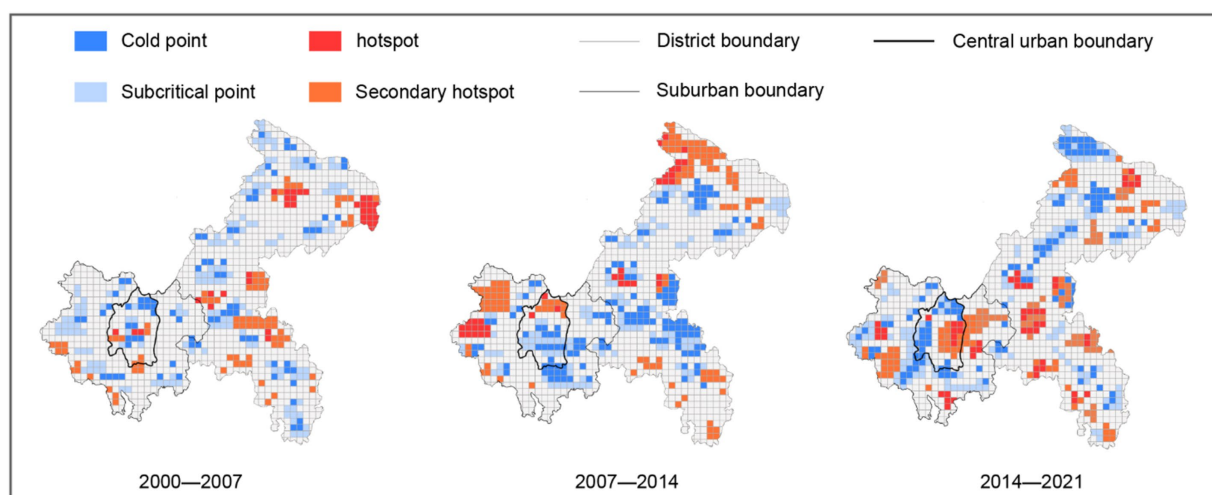 Cold point hotspot District boundary Central urban boundary
Subcritical point Secondary hotspot Suburban boundary
2000—2007 2007—2014 2014—2021